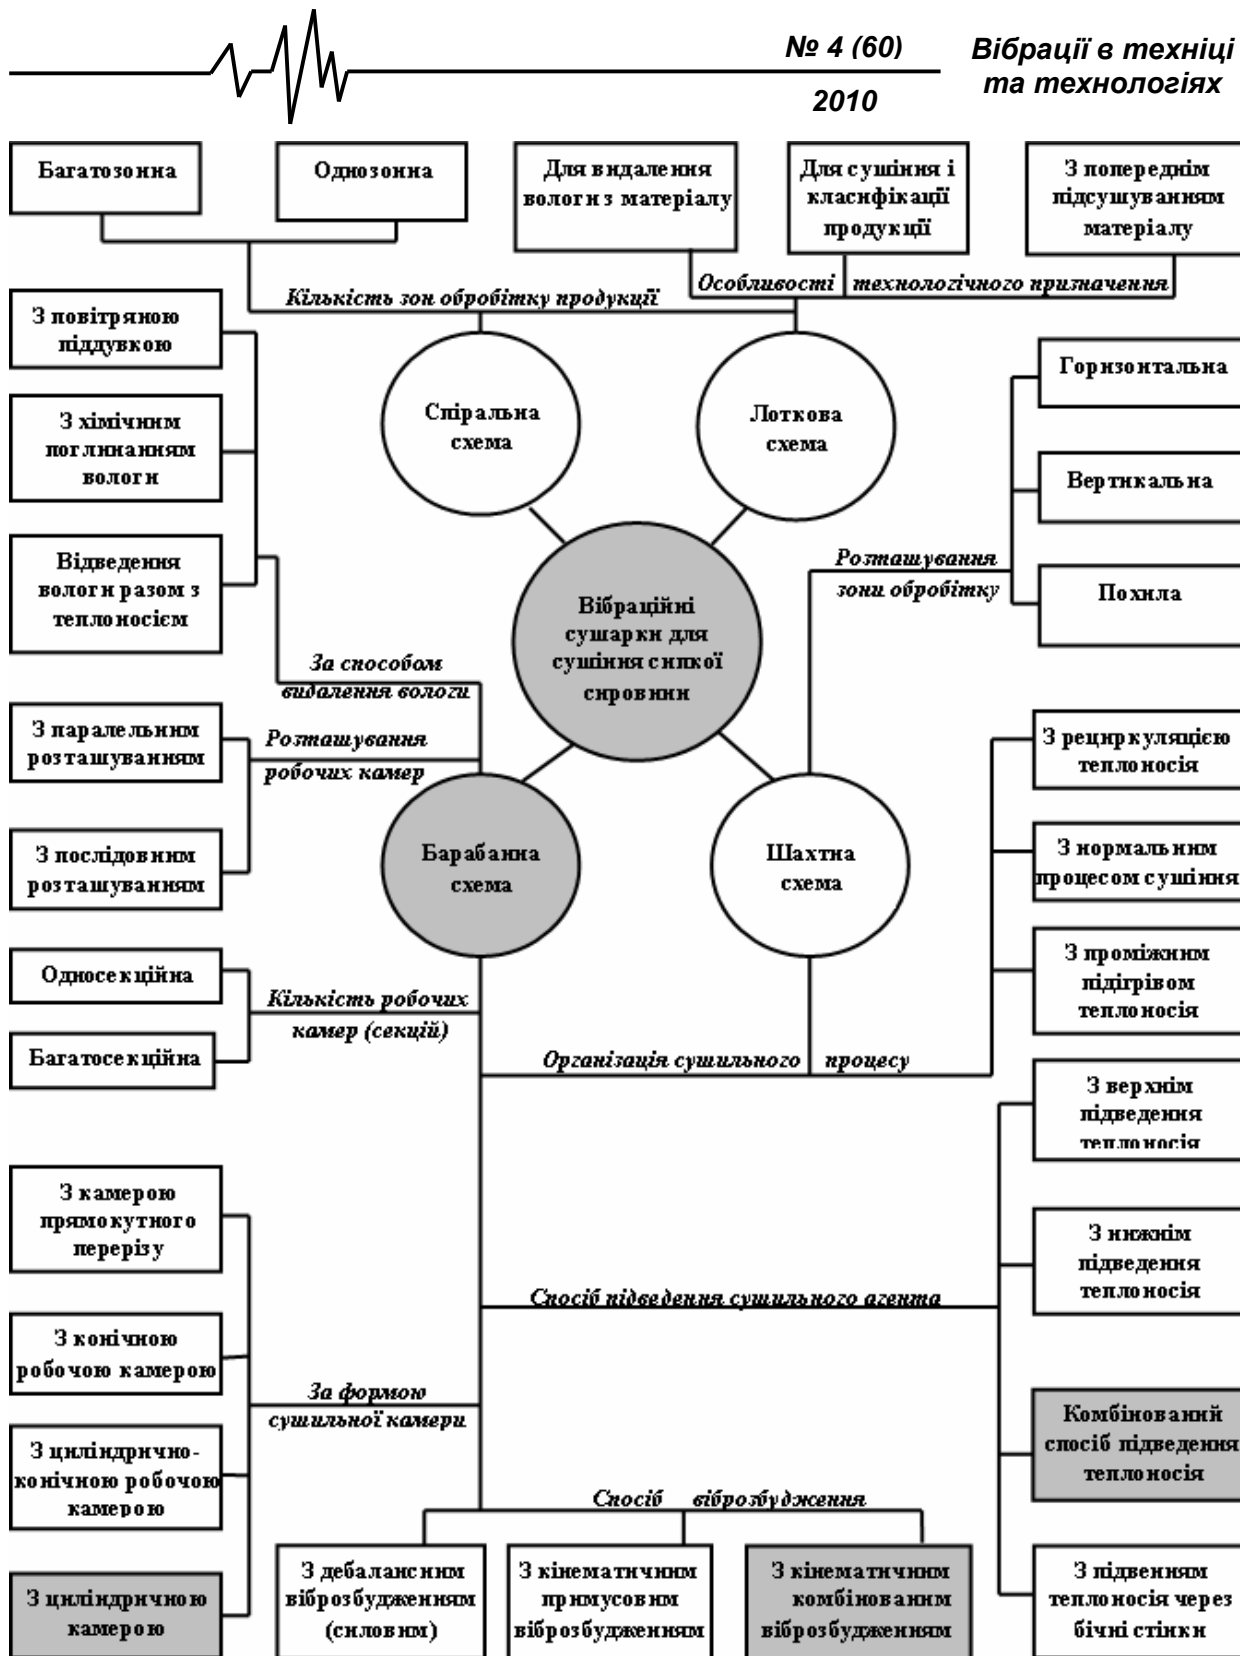 № 4 (60)
2010
Вібрації в техніці
та технологіях
Багатозонна
Однозонна
Для видалення
вологи з матеріалу
Для сушіння і
класифікації
продукції
З попереднім
підсушуванням
матеріалу
Кількість зон обробітку продукції
Особливості технологічного призначення
З повітряною
піддувкою
З хімічним
поглинанням
вологи
Відведення
вологи разом з
теплоносієм
Спіральна
схема
Лоткова
схема
Горизонтальна
Вертикальна
Похила
Розташування
зони обробітку
Вібраційні
сушарки для
сушіння сипкої
сировини
За способом
видалення вологи
Розташування
робочих камер
З паралельним
розташуванням
З послідовним
розташуванням
Барабанна
схема
Шахтна
схема
З рециркуляцією
теплоносія
З нормальним
процесом сушіння
З проміжним
підігрівом
теплоносія
Односекційна
Багатосекційна
Кількість робочих
камер (секцій)
Організація сушильного процесу
З верхнім
підведення
теплоносія
З нижнім
підведення
теплоносія
Комбінований
спосіб підведення
теплоносія
З підвенням
теплоносія через
бічні стінки
Спосіб підведення сушильного агента
З камерою
прямокутного
перерізу
З конічною
робочою камерою
З циліндрично-
конічною робочою
камерою
З циліндричною
камерою
За формою
сушильної камери
Спосіб віброзбудження
З дебалансним
віброзбудженням
(силовим)
З кінематичним
примусовим
віброзбудженням
З кінематичним
комбінованим
віброзбудженням